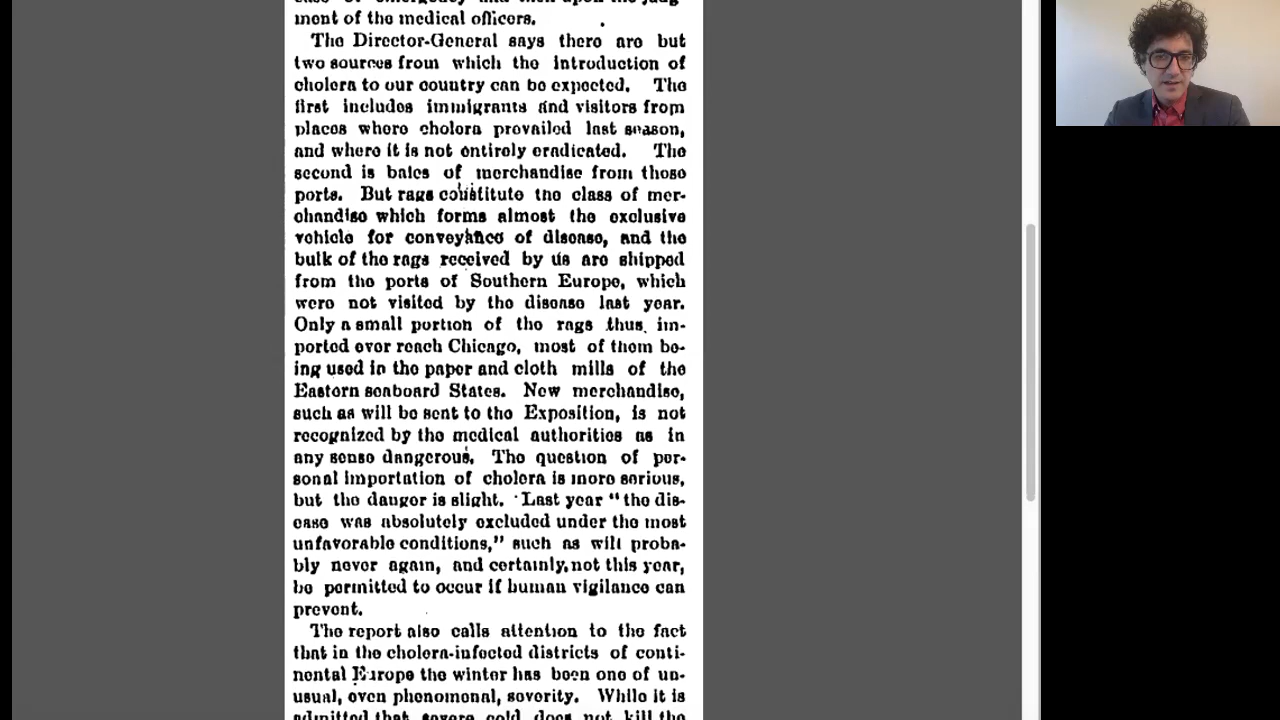 case of emergency and then upon the judg-
ment of the medical officers.
The Director-General says there are but
two sources from which the introduction of
cholera to our country can be expected. The
first includes immigrants and visitors from
places where cholera prevailed last season,
and where it is not entirely eradicated. The
second is bales of merchandise from those
ports. But rags constitute the class of mer-
chandise which forms almost the exclusive
vehicle for conveyance of disease, and the
bulk of the rags received by us are shipped
from the ports of Southern Europe, which
were not visited by the disease last year.
Only a small portion of the rags thus im-
ported ever reach Chicago, most of them be-
ing used in the paper and cloth mills of the
Eastern seaboard States. New merchandise,
such as will be sent to the Exposition, is not
recognized by the medical authorities as in
any sense dangerous. The question of per-
sonal importation of cholera is more serious,
but the danger is slight. Last year "the dis-
ease was absolutely excluded under the most
unfavorable conditions," such as will proba-
bly never again, and certainly not this year,
be permitted to occur if human vigilance can
prevent.
The report also calls attention to the fact
that in the cholera-infected districts of conti-
nental Europe the winter has been one of un-
usual, even phenomenal, severity. While it is
admitted that severe cold does not kill the